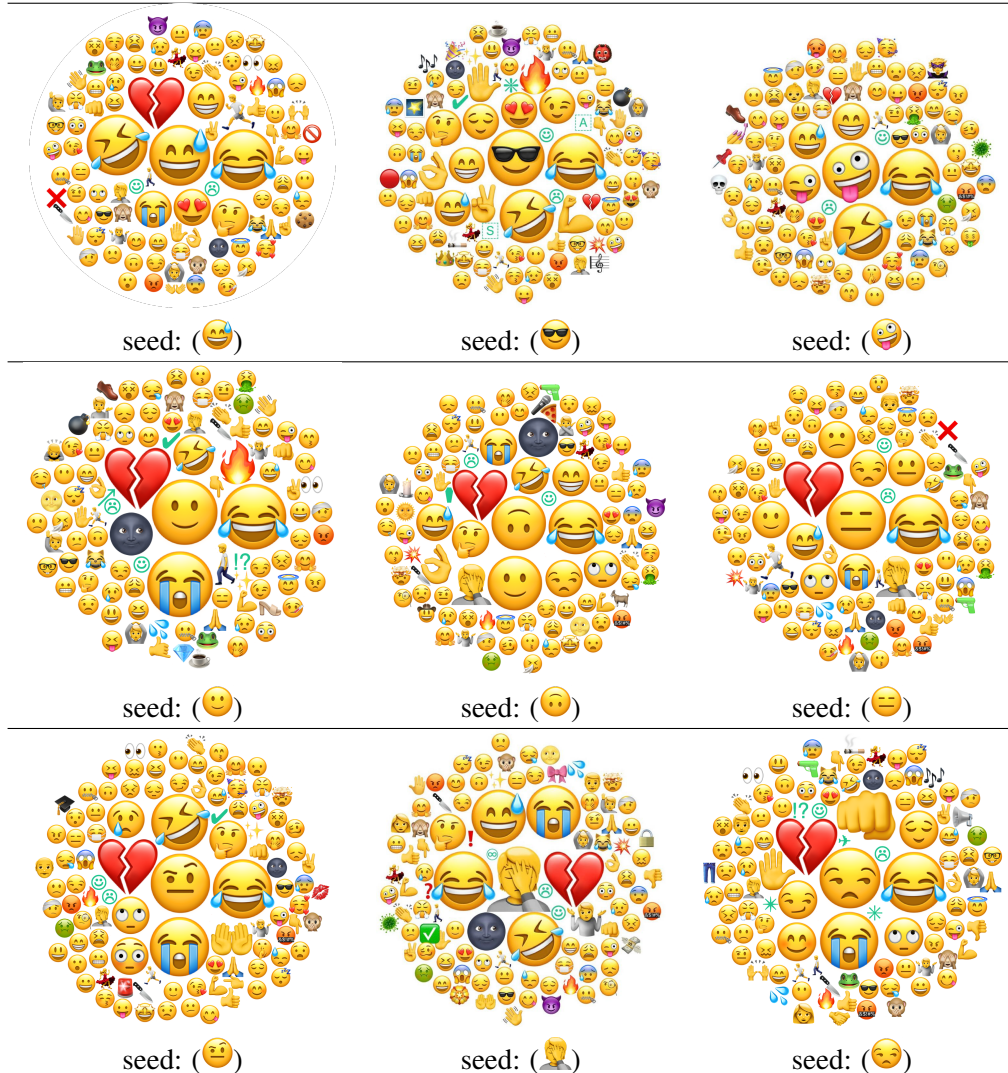 A
S
!?
seed: (😅)
seed: (😎)
seed: (🤪)
seed: (🙂)
seed: (🙃)
seed: (😑)
!
?
!?
seed: (🤨)
seed: (🤦)
seed: (😒)